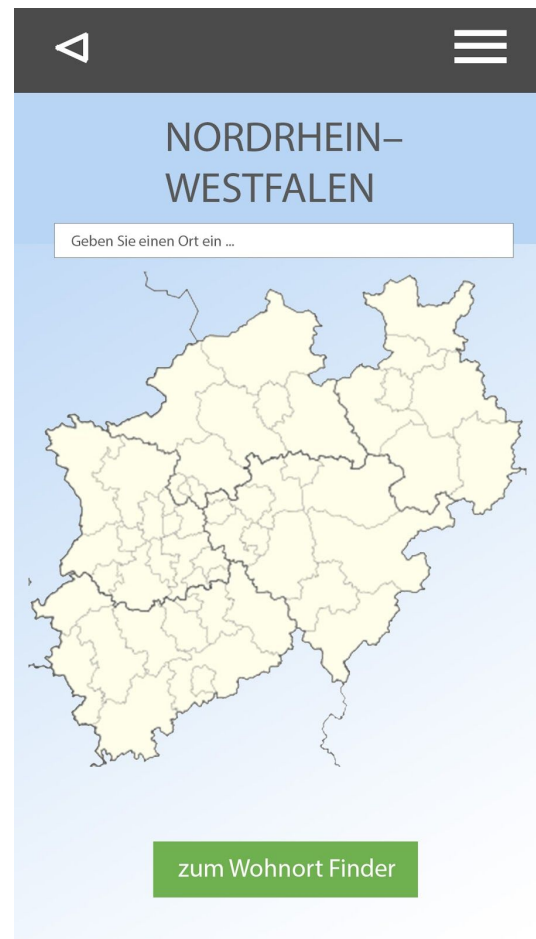 NORDRHEIN–
WESTFALEN
Geben Sie einen Ort ein ...
zum Wohnort Finder